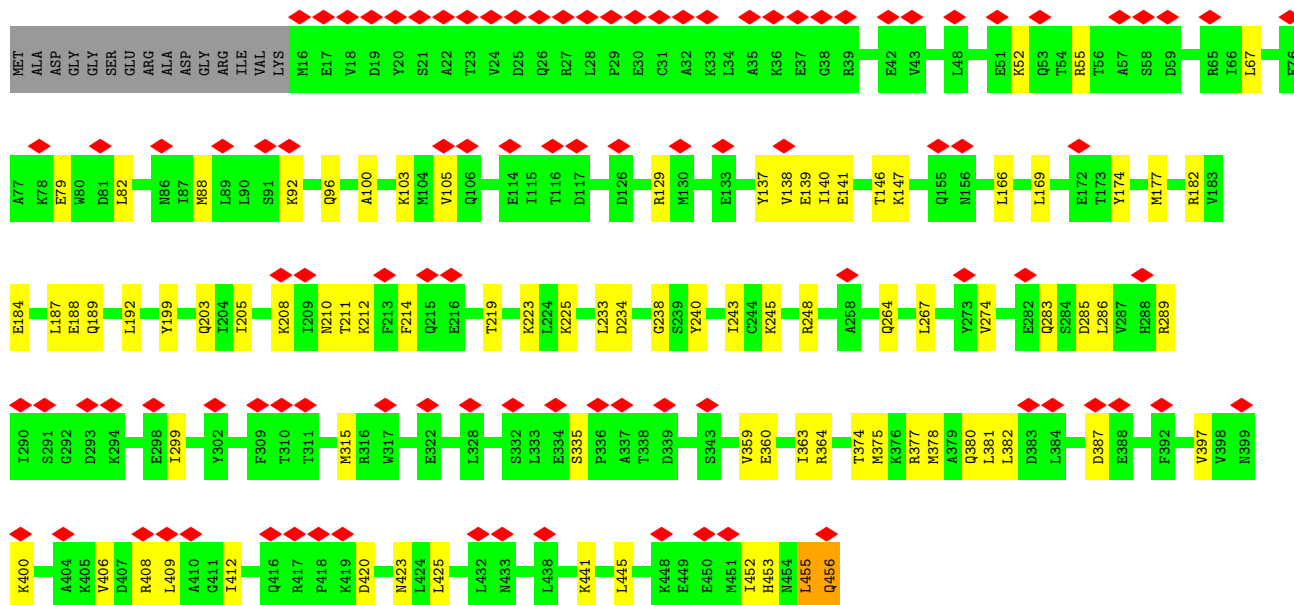 MET ALA ASP GLY GLY SER GLU ARG ALA ASP GLY ARG ILE VAL LYS M16 E17 V18 D19 Y20 S21 A22 T23 V24 D25 Q26 R27 L28 P29 E30 C31 A32 K33 L34 A35 K36 E37 G38 R39 E42 V43 L48 E51 K52 Q53 T54 R55 T56 A57 S58 D59 R65 I66 L67 E76
A77 K78 E79 W80 D81 L82 N86 I87 M88 L89 L90 S91 K92 Q96 A100 K103 M104 V105 Q106 E114 I115 T116 D117 D126 R129 M130 E133 Y137 V138 E139 I140 E141 T146 K147 Q155 N156 L166 L169 E172 T173 Y174 M177 R182 V183
E184 L187 E188 Q189 L192 Y199 Q203 I204 I205 K208 I209 N210 T211 K212 F213 F214 Q215 E216 T219 K223 L224 K225 L233 D234 G238 S239 Y240 I243 C244 K245 R248 A258 Q264 L267 Y273 V274 E282 Q283 S284 D285 L286 V287 H288 R289
I290 S291 G292 D293 K294 E298 I299 Y302 F309 T310 T311 M315 R316 W317 E322 L328 S332 L333 E334 S335 P336 A337 T338 D339 S343 V359 E360 I363 R364 T374 M375 K376 R377 M378 A379 Q380 L381 L382 D383 L384 D387 E388 F392 V397 V398 N399
K400 A404 K405 V406 D407 R408 L409 A410 G411 I412 Q416 R417 P418 K419 D420 N423 L424 L425 L432 N433 L438 K441 L445 K448 E449 E450 M451 I452 H453 N454 L455 Q456